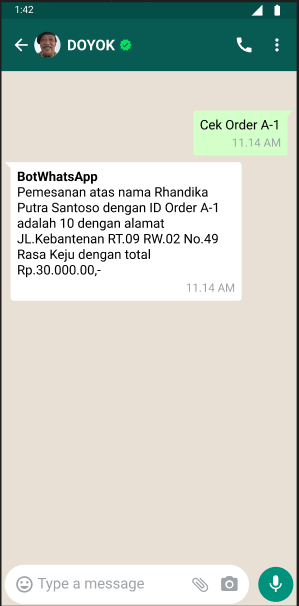 1:42
DOYOK
Cek Order A-1
11.14 AM
BotWhatsApp
Pemesanan atas nama Rhandika
Putra Santoso dengan ID Order A-1
adalah 10 dengan alamat
JL.Kebantenan RT.09 RW.02 No.49
Rasa Keju dengan total
Rp.30.000.00,-
11.14 AM
Type a message